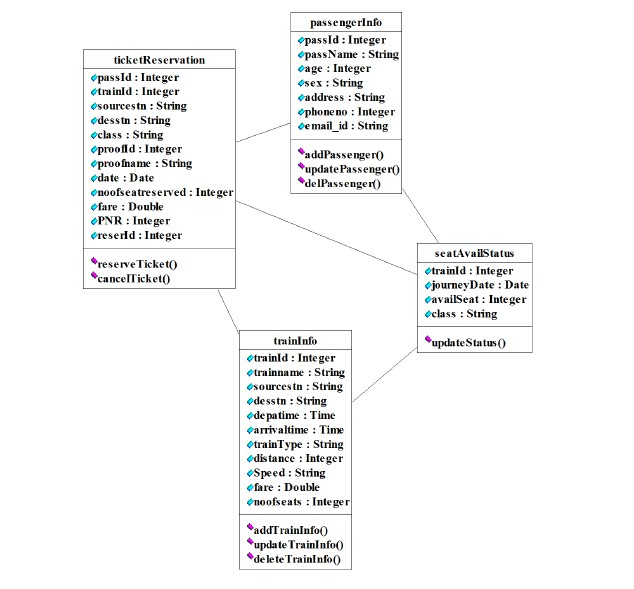 passengerInfo
passId : Integer
passName : String
age : Integer
sex : String
address : String
phoneno : Integer
email_id : String
addPassenger()
updatePassenger()
delPassenger()
ticketReservation
passId : Integer
trainId : Integer
sourcestn : String
desstn : String
class : String
proofId : Integer
proofname : String
date : Date
noofseatreserved : Integer
fare : Double
PNR : Integer
reserId : Integer
reserveTicket()
cancelTicket()
seatAvailStatus
trainId : Integer
journeyDate : Date
availSeat : Integer
class : String
updateStatus()
trainInfo
trainId : Integer
trainname : String
sourcestn : String
desstn : String
depatime : Time
arrivaltime : Time
trainType : String
distance : Integer
Speed : String
fare : Double
noofseats : Integer
addTrainInfo()
updateTrainInfo()
deleteTrainInfo()